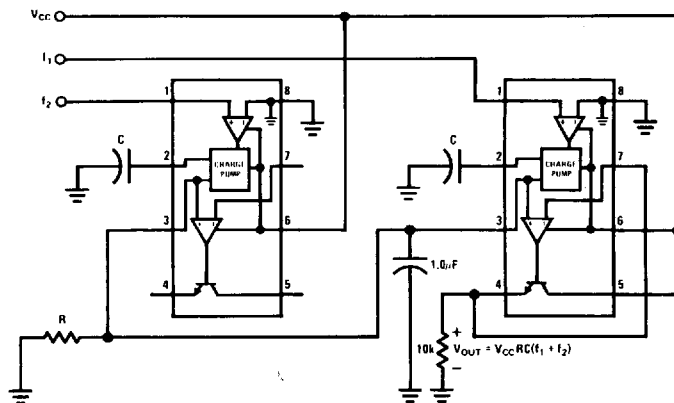 VCC
f1
f2
1
8
C
2
CHARGE
PUMP
7
3
6
4
5
R
1
8
C
2
CHARGE
PUMP
7
3
6
1.0μF
4
5
10k
+
VOUT = VCC RC(f1 + f2)
−